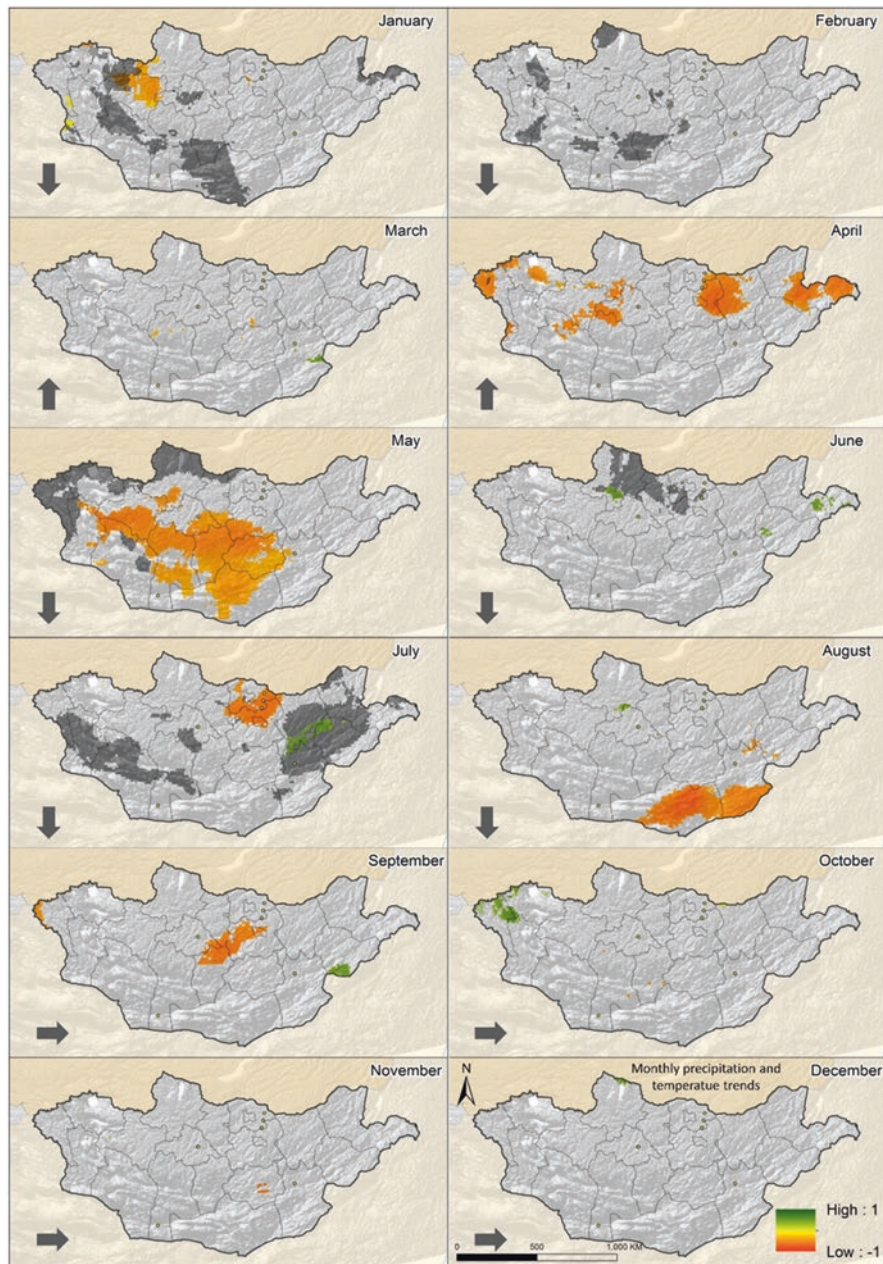 January
February
March
April
May
June
July
August
September
October
November
N
Monthly precipitation and
temperatue trends
December
High : 1
Low : -1
0
500
1,000 KM